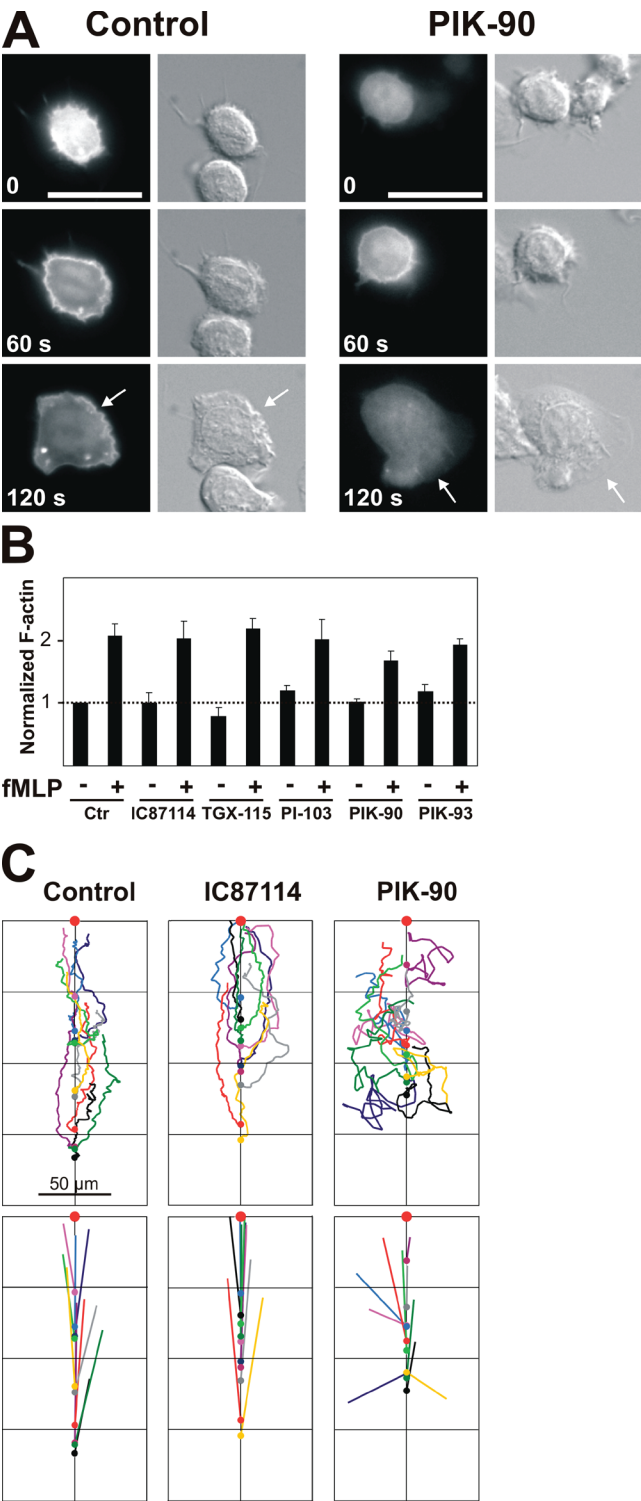 A
Control
PIK-90
0
0
60 s
60 s
120 s
120 s
B
Normalized F-actin
2
1
fMLP
- + - + - + - + - + - +
Ctr IC87114 TGX-115 PI-103 PIK-90 PIK-93
C
Control
IC87114
PIK-90
50 µm